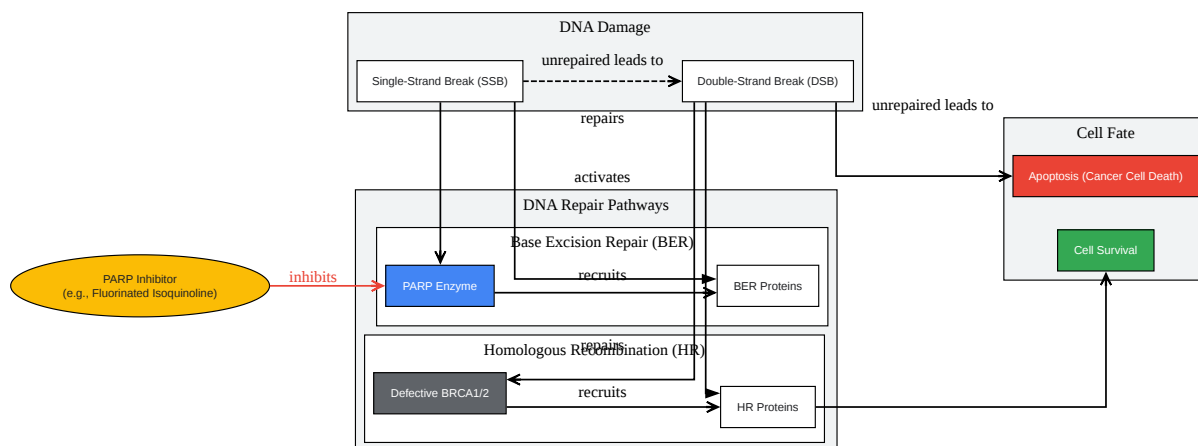 DNA Damage
unrepaired leads to
Single-Strand Break (SSB)
Double-Strand Break (DSB)
unrepaired leads to
repairs
Cell Fate
Apoptosis (Cancer Cell Death)
activates
DNA Repair Pathways
Base Excision Repair (BER)
Cell Survival
PARP Inhibitor
(e.g., Fluorinated Isoquinoline)
inhibits
PARP Enzyme
recruits
BER Proteins
repairs
Homologous Recombination (HR)
Defective BRCA1/2
recruits
HR Proteins